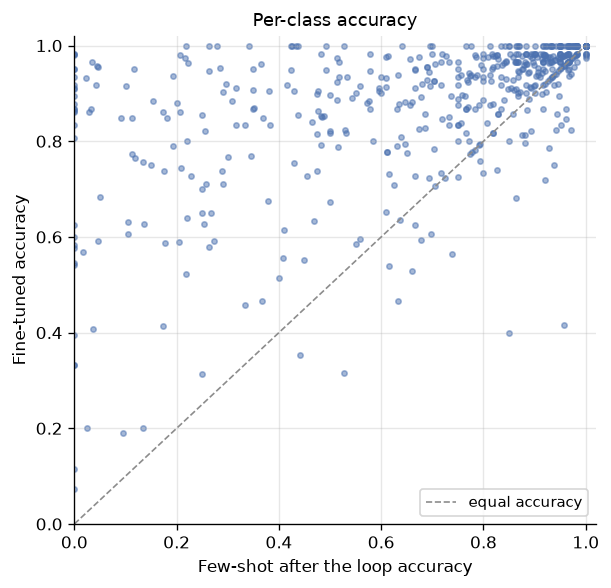 Per-class accuracy
Fine-tuned accuracy
1.0
0.8
0.6
0.4
0.2
0.0
0.0 0.2 0.4 0.6 0.8 1.0
equal accuracy
Few-shot after the loop accuracy